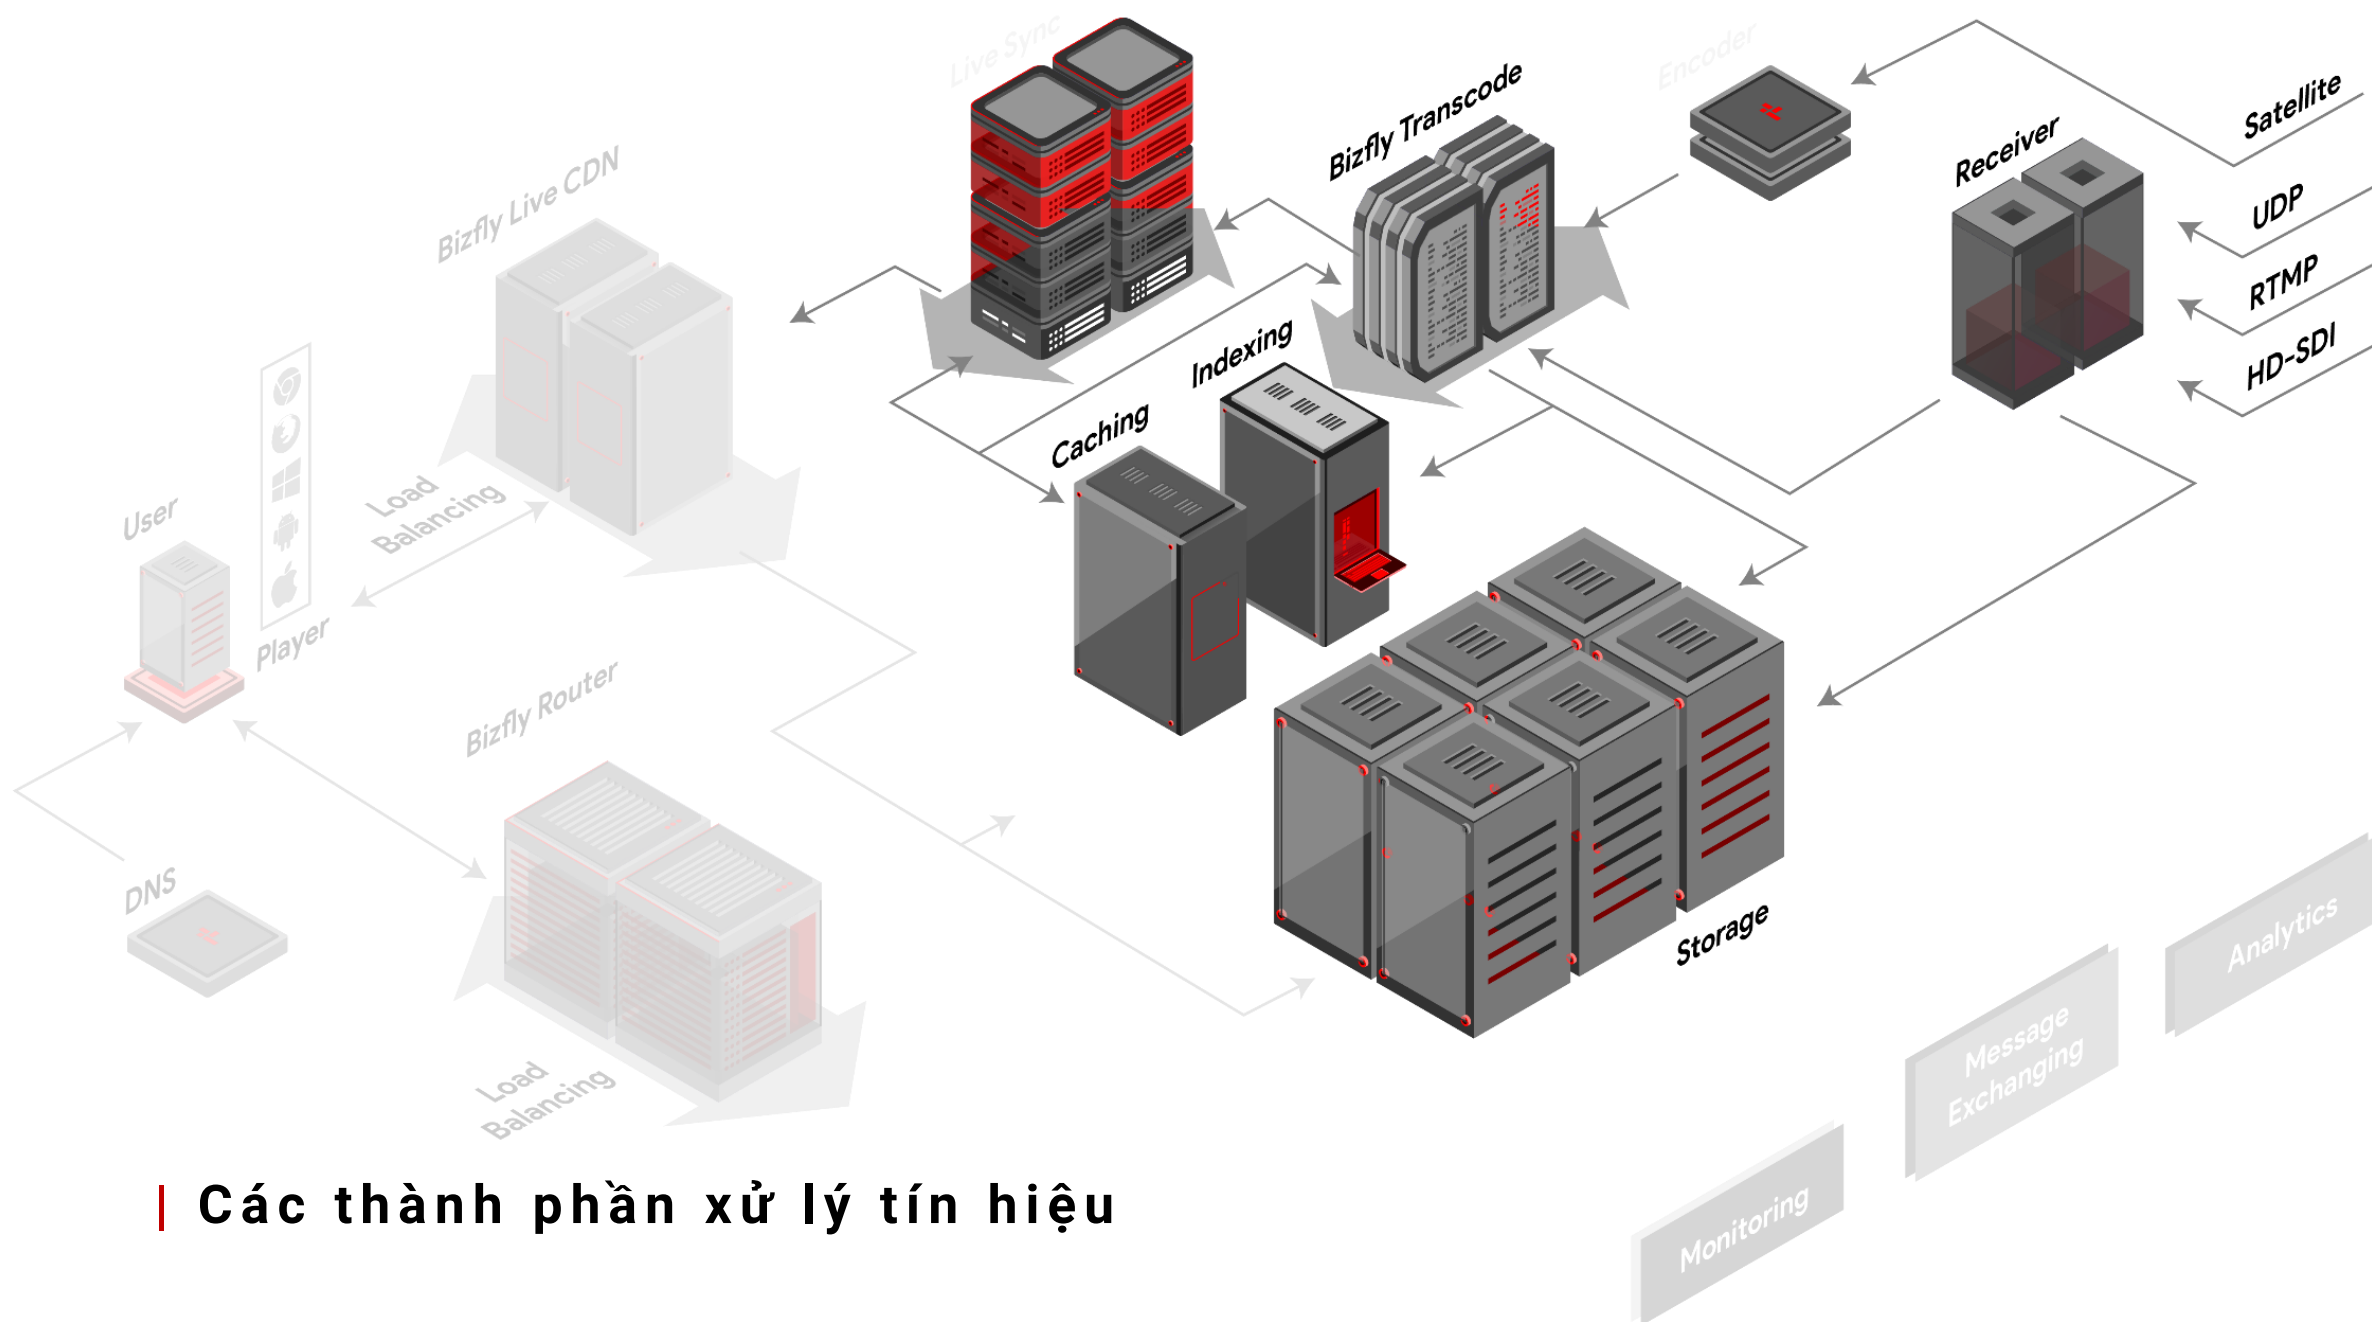 Live Sync
Encoder
Bizfly Transcode
Satellite
Receiver
Bizfly Live CDN
UDP
RTMP
HD-SDI
Indexing
Caching
Load
Balancing
User
Player
Bizfly Router
DNS
Storage
Analytics
Message
Exchanging
Load
Balancing
Monitoring
Các thành phần xử lý tín hiệu